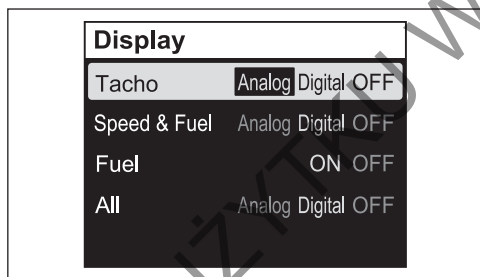 Display
Tacho Analog Digital OFF
Speed & Fuel Analog Digital OFF
Fuel ON OFF
All Analog Digital OFF